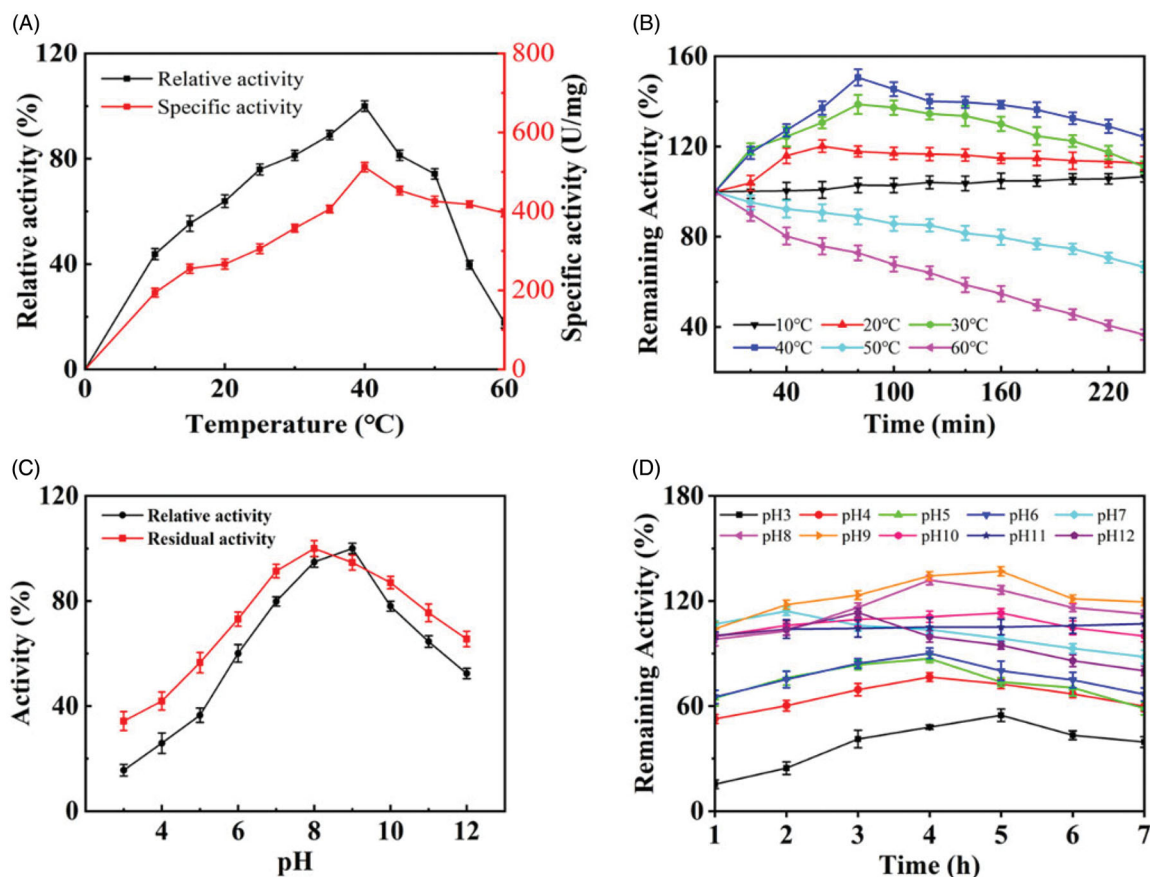 (A)
120
80
40
0
Relative activity (%)
Relative activity
Specific activity
800
600
400
200
0
Specific activity (U/mg)
0 20 40 60
Temperature (°C)
(B)
160
120
80
40
Remaining Activity (%)
10°C 20°C 30°C
40°C 50°C 60°C
40 100 160 220
Time (min)
(C)
120
80
40
0
Activity (%)
Relative activity
Residual activity
4 6 8 10 12
pH
(D)
180
120
60
0
Remaining Activity (%)
pH3 pH4 pH5 pH6 pH7
pH8 pH9 pH10 pH11 pH12
1 2 3 4 5 6 7
Time (h)